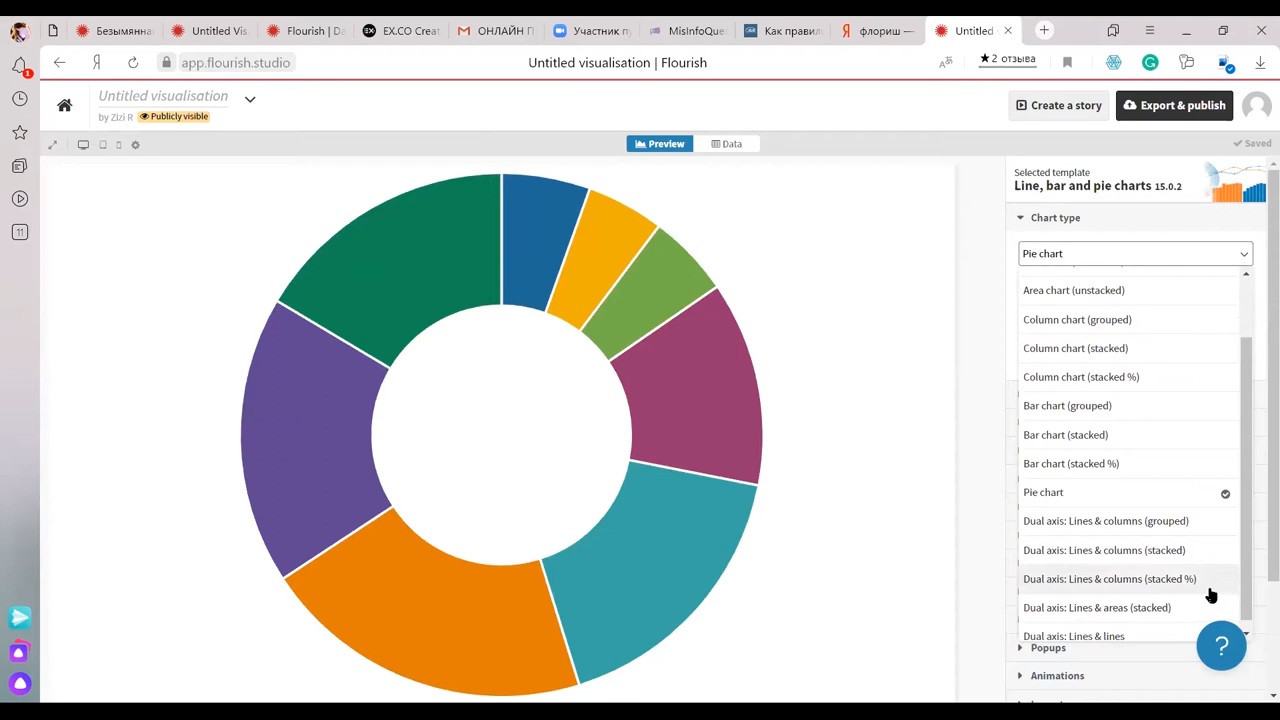 Безымянна
Untitled Vi
Flourish | D
EX.CO Creat
ОНЛАЙН Г
Участник п
MisInfoQue
Как правил
флориш —
Untitled
1
Я
app.flourish.studio
Untitled visualisation | Flourish
★2 отзыва
Untitled visualisation
by Zizi R
Publicly visible
Create a story
Export & publish
Preview
Data
Saved
11
Selected template
Line, bar and pie charts 15.0.2
Chart type
Pie chart
Area chart (unstacked)
Column chart (grouped)
Column chart (stacked)
Column chart (stacked %)
Bar chart (grouped)
Bar chart (stacked)
Bar chart (stacked %)
Pie chart
Dual axis: Lines & columns (grouped)
Dual axis: Lines & columns (stacked)
Dual axis: Lines & columns (stacked %)
Dual axis: Lines & areas (stacked)
Dual axis: Lines & lines
Popups
?
Animations